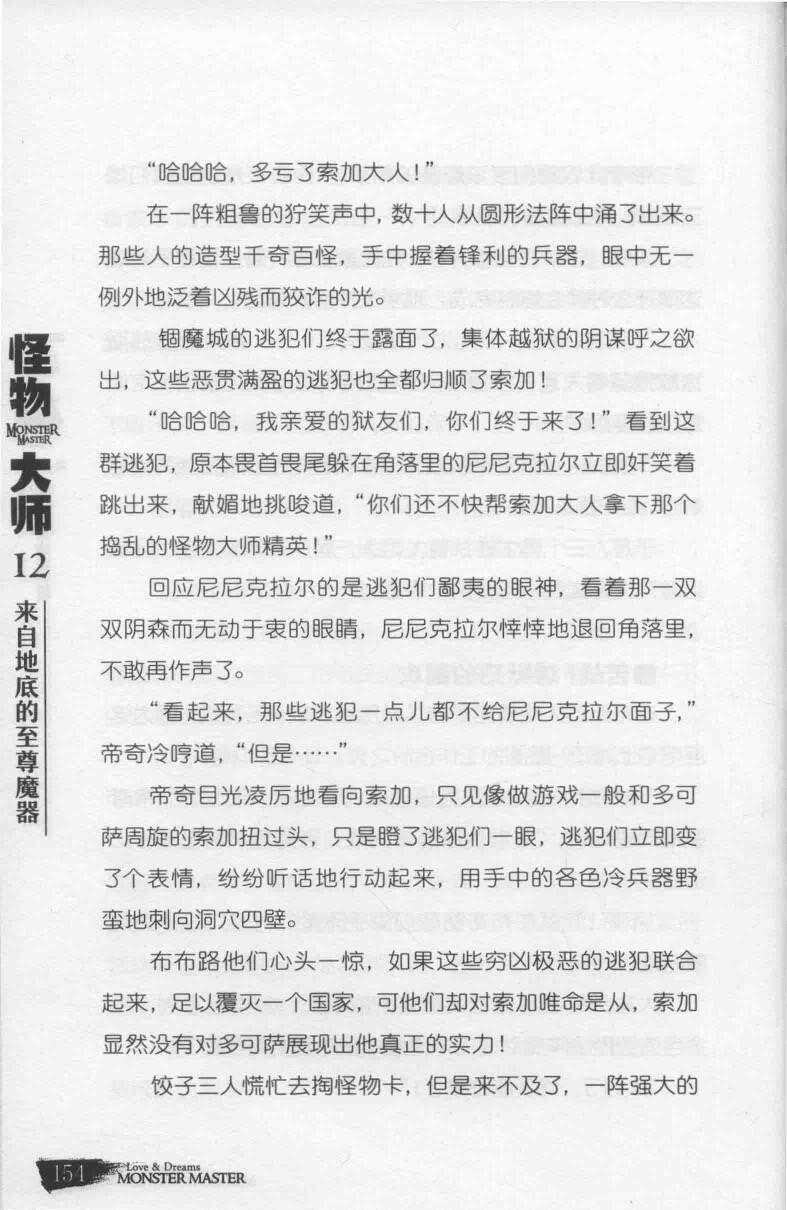 “哈哈哈，多亏了索加大人！”
在一阵粗鲁的狞笑声中，数十人从圆形法阵中涌了出来。
那些人的造型千奇百怪，手中握着锋利的兵器，眼中无一
例外地泛着凶残而狡诈的光。
锢魔城的逃犯们终于露面了，集体越狱的阴谋呼之欲
出，这些恶贯满盈的逃犯也全都归顺了索加！
“哈哈哈，我亲爱的狱友们，你们终于来了！”看到这
群逃犯，原本畏首畏尾躲在角落里的尼尼克拉尔立即奸笑着
跳出来，献媚地挑唆道，“你们还不快帮索加大人拿下那个
捣乱的怪物大师精英！”
回应尼尼克拉尔的是逃犯们鄙夷的眼神，看着那一双
双阴森而无动于衷的眼睛，尼尼克拉尔悻悻地退回角落里，
不敢再作声了。
“看起来，那些逃犯一点儿都不给尼尼克拉尔面子，”
帝奇冷哼道，“但是……”
帝奇目光凌厉地看向索加，只见像做游戏一般和多可
萨周旋的索加扭过头，只是瞪了逃犯们一眼，逃犯们立即变
了个表情，纷纷听话地行动起来，用手中的各色冷兵器野
蛮地刺向洞穴四壁。
布布路他们心头一惊，如果这些穷凶极恶的逃犯联合
起来，足以覆灭一个国家，可他们却对索加唯命是从，索加
显然没有对多可萨展现出他真正的实力！
饺子三人慌忙去掏怪物卡，但是来不及了，一阵强大的
怪物
MONSTER
MASTER
大师
12
来自地底的至尊魔器
154
Love & Dreams
MONSTER MASTER